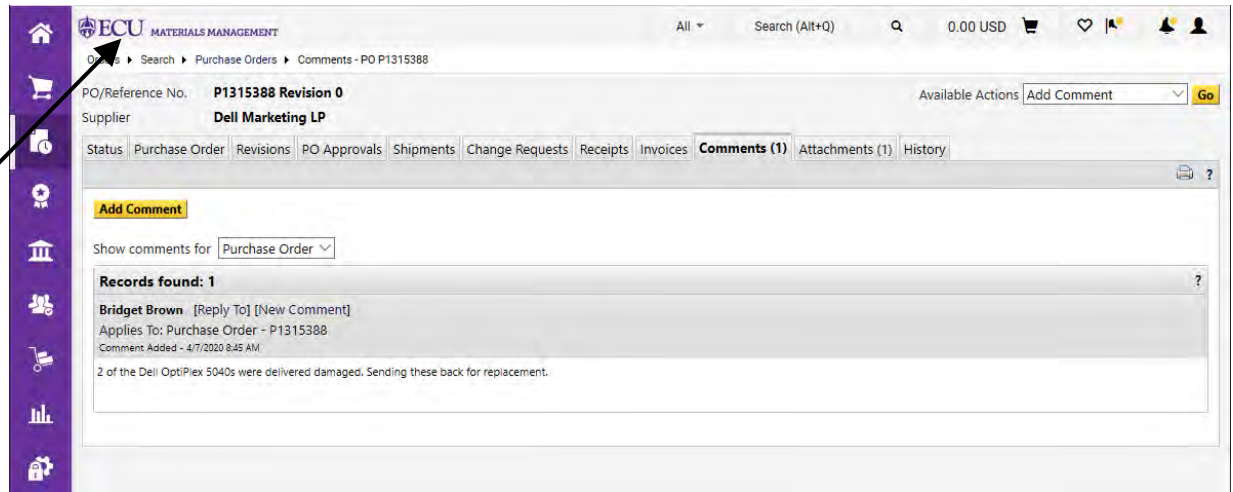 ECU MATERIALS MANAGEMENT All Search (Alt+Q) 0.00 USD
Orders Search Purchase Orders Comments - PO P1315388
PO/Reference No. P1315388 Revision 0 Available Actions Add Comment Go
Supplier Dell Marketing LP
Status Purchase Order Revisions PO Approvals Shipments Change Requests Receipts Invoices Comments (1) Attachments (1) History
?
Add Comment
Show comments for Purchase Order
Records found: 1 ?
Bridget Brown [Reply To] [New Comment]
Applies To: Purchase Order - P1315388
Comment Added - 4/7/2020 8:45 AM
2 of the Dell OptiPlex 5040s were delivered damaged. Sending these back for replacement.